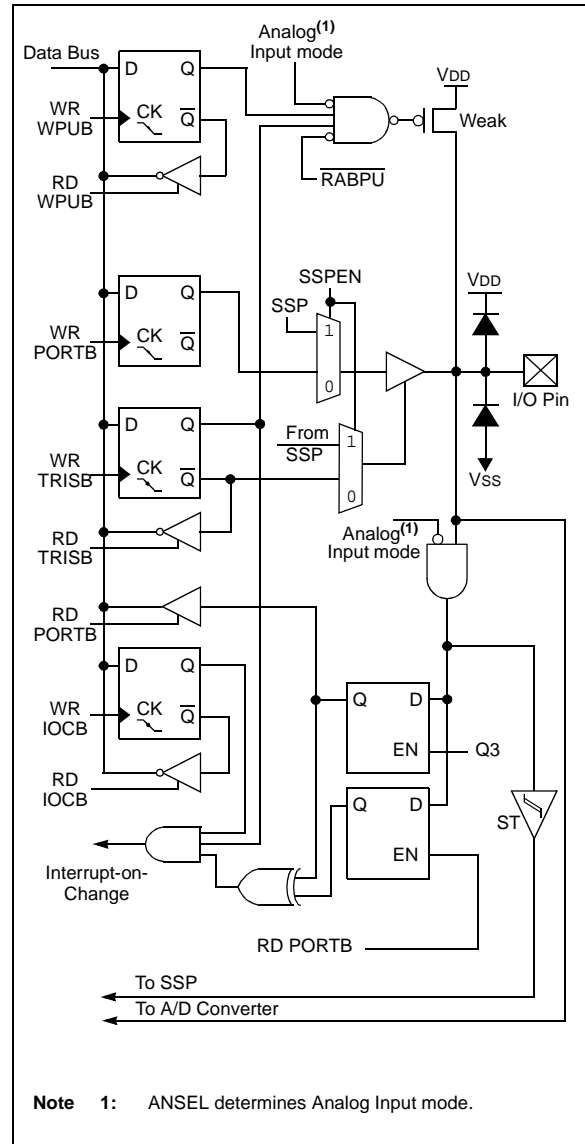 Analog(1)
Input mode
Data Bus
D Q
VDD
WR
WPUB
CK
Q
Weak
RD
WPUB
RABPU
SSPEN
D Q
SSP
VDD
WR
PORTB
CK
Q
1
0
I/O Pin
D Q
From
SSP
1
0
WR
TRISB
CK
Q
VSS
RD
TRISB
Analog(1)
Input mode
RD
PORTB
D Q
WR
IOCB
CK
Q
Q D
EN
Q3
RD
IOCB
Q D
EN
ST
Interrupt-on-
Change
RD PORTB
To SSP
To A/D Converter
Note 1: ANSEL determines Analog Input mode.